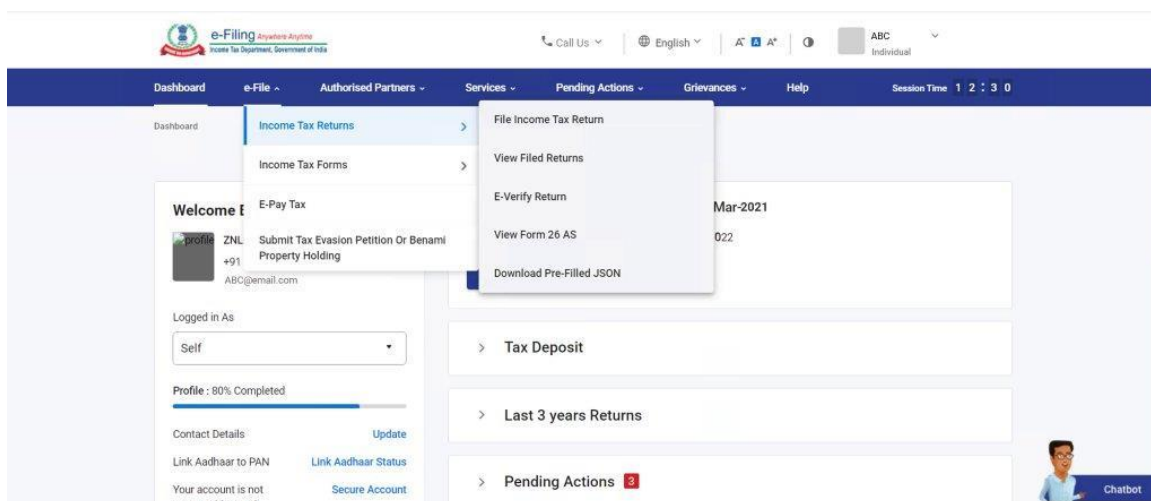 e-Filing Anywhere Anytime
Income Tax Department, Government of India
Call Us
English
A- A A+
ABC
Individual
Dashboard e-File Authorised Partners Services Pending Actions Grievances Help Session Time 1 2 : 3 0
Dashboard
Income Tax Returns
Income Tax Forms
E-Pay Tax
Submit Tax Evasion Petition Or Benami
Property Holding
File Income Tax Return
View Filed Returns
E-Verify Return
View Form 26 AS
Download Pre-Filled JSON
Welcome
profile
ZNL
+91
ABC@email.com
Mar-2021
022
Logged in As
Self
Profile : 80% Completed
Contact Details Update
Link Aadhaar to PAN Link Aadhaar Status
Your account is not Secure Account
Tax Deposit
Last 3 years Returns
Pending Actions 3
Chatbot